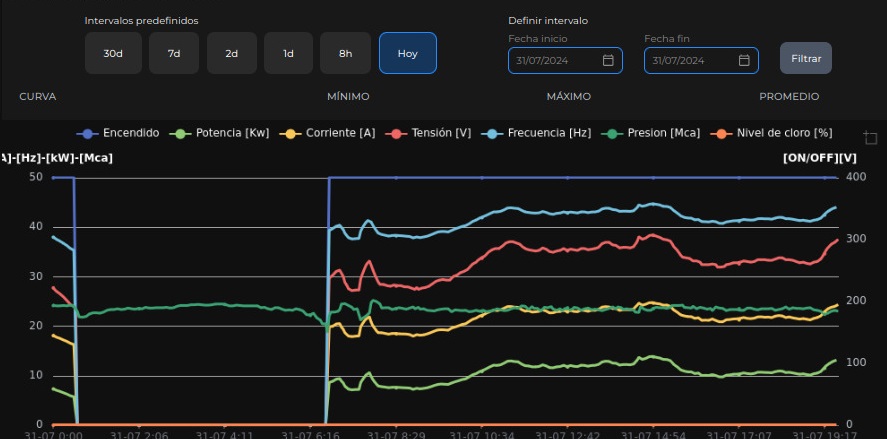 Intervalos predefinidos
Definir intervalo
30d 7d 2d 1d 8h Hoy
Fecha inicio
31/07/2024
Fecha fin
31/07/2024
Filtrar
CURVA MÍNIMO MÁXIMO PROMEDIO
Encendido Potencia [Kw] Corriente [A] Tensión [V] Frecuencia [Hz] Presion [Mca] Nivel de cloro [%]
A]-[Hz]-[kW]-[Mca] [ON/OFF][V]
50 400
40
300
30
200
20
100
10
0 0
31-07 0:00 31-07 2:06 31-07 4:11 31-07 6:16 31-07 8:29 31-07 10:34 31-07 12:42 31-07 14:54 31-07 17:07 31-07 19:17